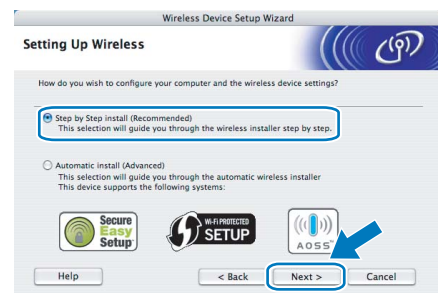 Wireless Device Setup Wizard
Setting Up Wireless
How do you wish to configure your computer and the wireless device settings?
Step by Step install (Recommended)
This selection will guide you through the wireless installer step by step.
Automatic install (Advanced)
This selection will guide you through the automatic wireless installer
This device supports the following systems:
Secure
Easy
Setup
Wi-Fi PROTECTED
SETUP
AOSS™
Help
< Back
Next >
Cancel